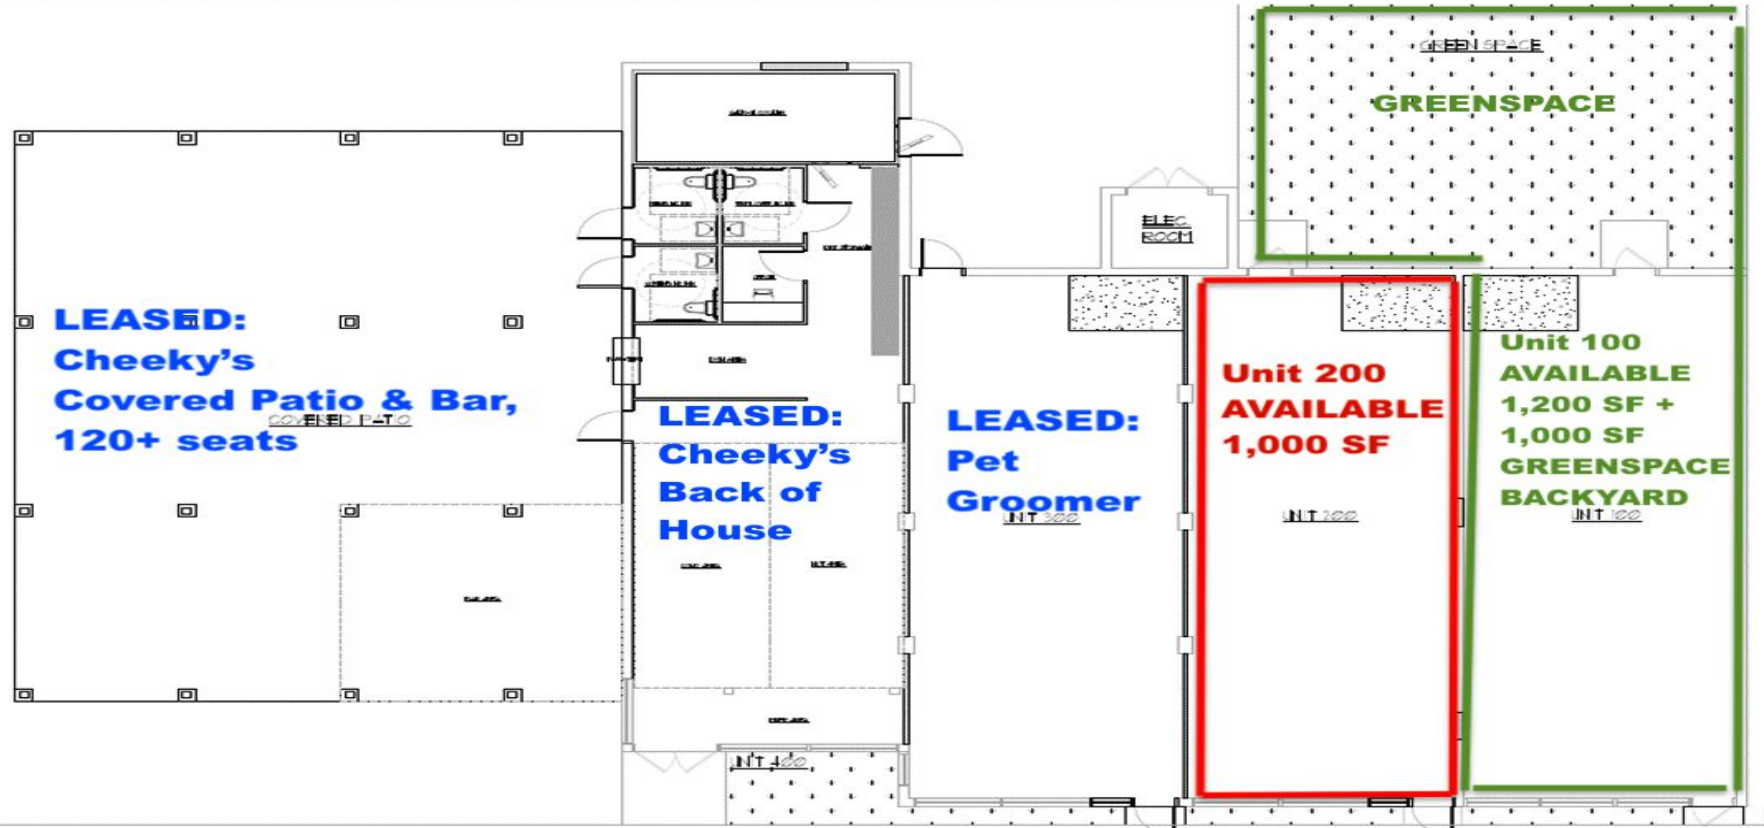 GREEN SPACE
GREENSPACE
ELEC.
ROOM
LEASED:
Cheeky’s
Covered Patio & Bar,
120+ seats
COVERED PATIO
LEASED:
Cheeky’s
Back of
House
LEASED:
Pet
Groomer
UNIT 300
Unit 200
AVAILABLE
1,000 SF
UNIT 200
Unit 100
AVAILABLE
1,200 SF +
1,000 SF
GREENSPACE
BACKYARD
UNIT 100
UNIT 400